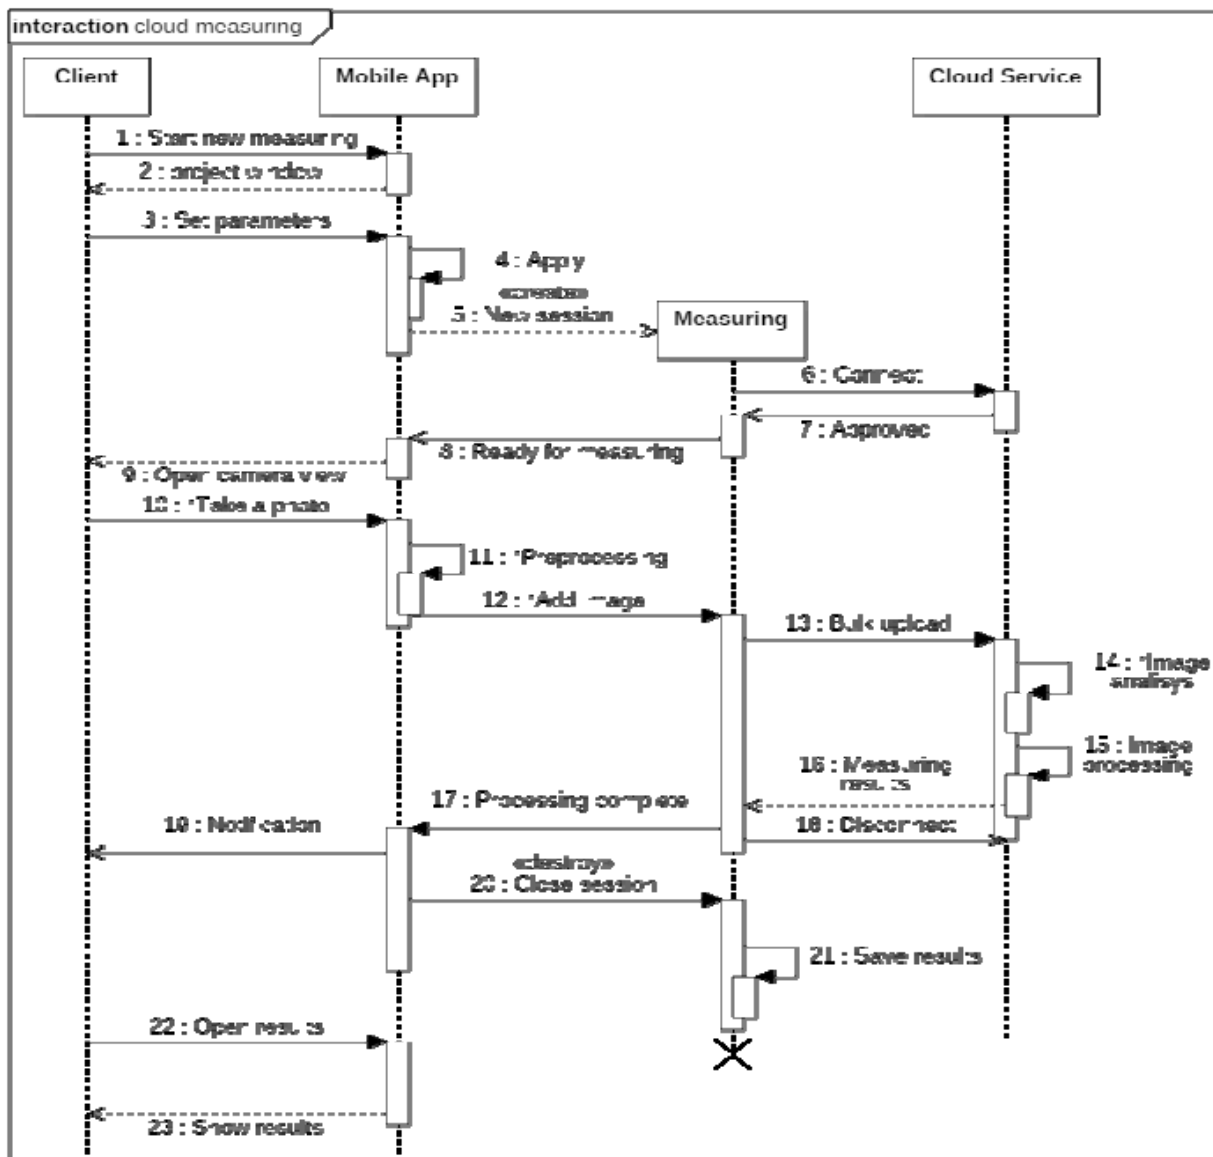 interaction cloud measuring
Client
Mobile App
Cloud Service
1 : Start new measuring
2 : project window
3 : Set parameters
4 : Apply
«create»
5 : New session
Measuring
6 : Connect
7 : Approved
8 : Ready for measuring
9 : Open camera view
10 : *Take a photo
11 : *Preprocessing
12 : *Add image
13 : Bulk upload
14 : *Image
analisys
15 : Image
processing
16 : Measuring
results
17 : Processing complete
18 : Disconnect
19 : Notification
«destroy»
20 : Close session
21 : Save results
22 : Open results
23 : Show results